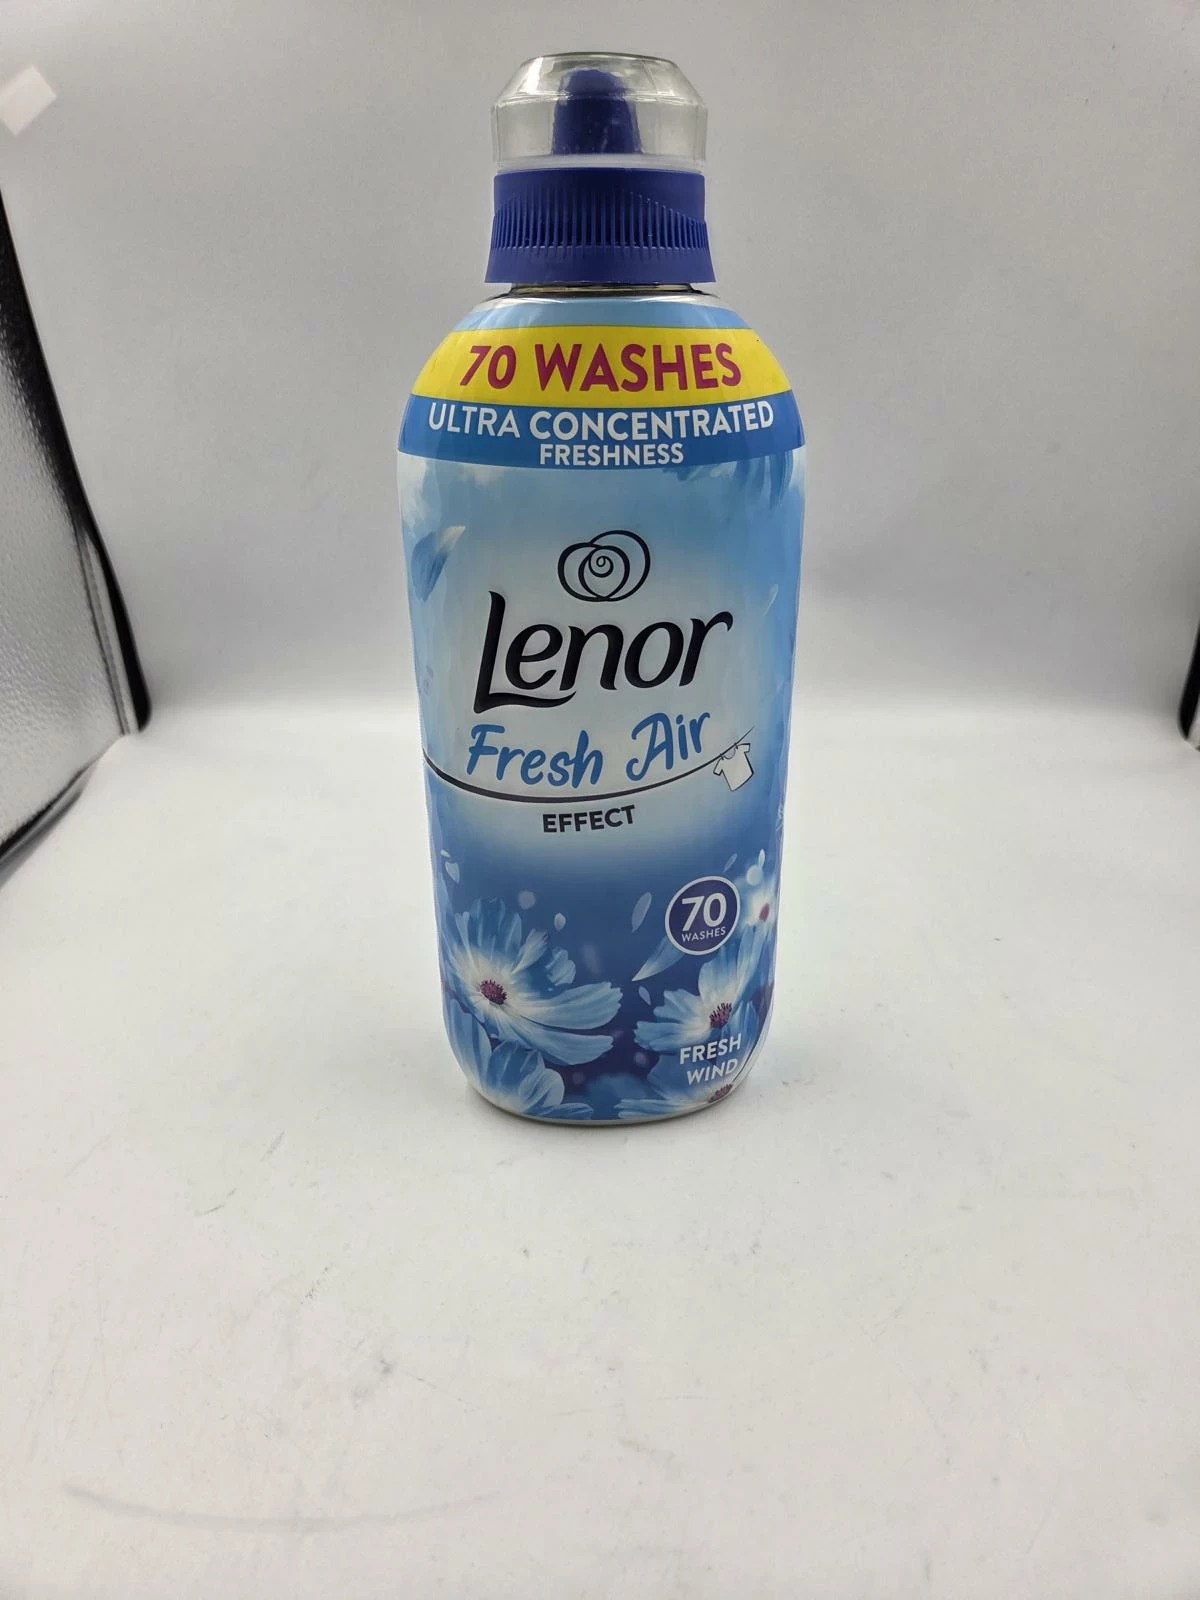 70 WASHES
ULTRA CONCENTRATED
FRESHNESS
Lenor
Fresh Air
EFFECT
70
WASHES
FRESH
WIND